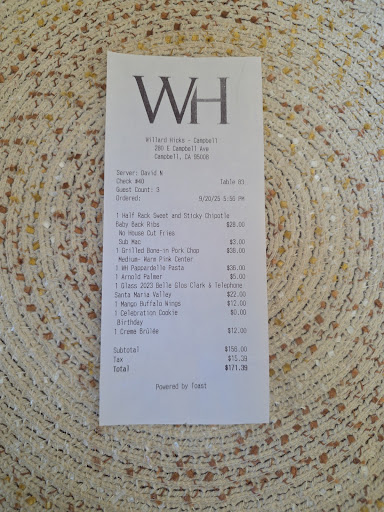 WH
Willard Hicks - Campbell
280 E Campbell Ave
Campbell, CA 95008
Server: David N
Check #40 Table 83
Guest Count: 3
Ordered: 9/20/25 5:50 PM
1 Half Rack Sweet and Sticky Chipotle
Baby Back Ribs $28.00
No House Cut Fries
Sub Mac $3.00
1 Grilled Bone-in Pork Chop $38.00
Medium- Warm Pink Center
1 WH Pappardelle Pasta $36.00
1 Arnold Palmer $5.00
1 Glass 2023 Belle Glos Clark & Telephone
Santa Maria Valley $22.00
1 Mango Buffalo Wings $12.00
1 Celebration Cookie $0.00
Birthday
1 Creme Brûlée $12.00
Subtotal $156.00
Tax $15.39
Total $171.39
Powered by Toast